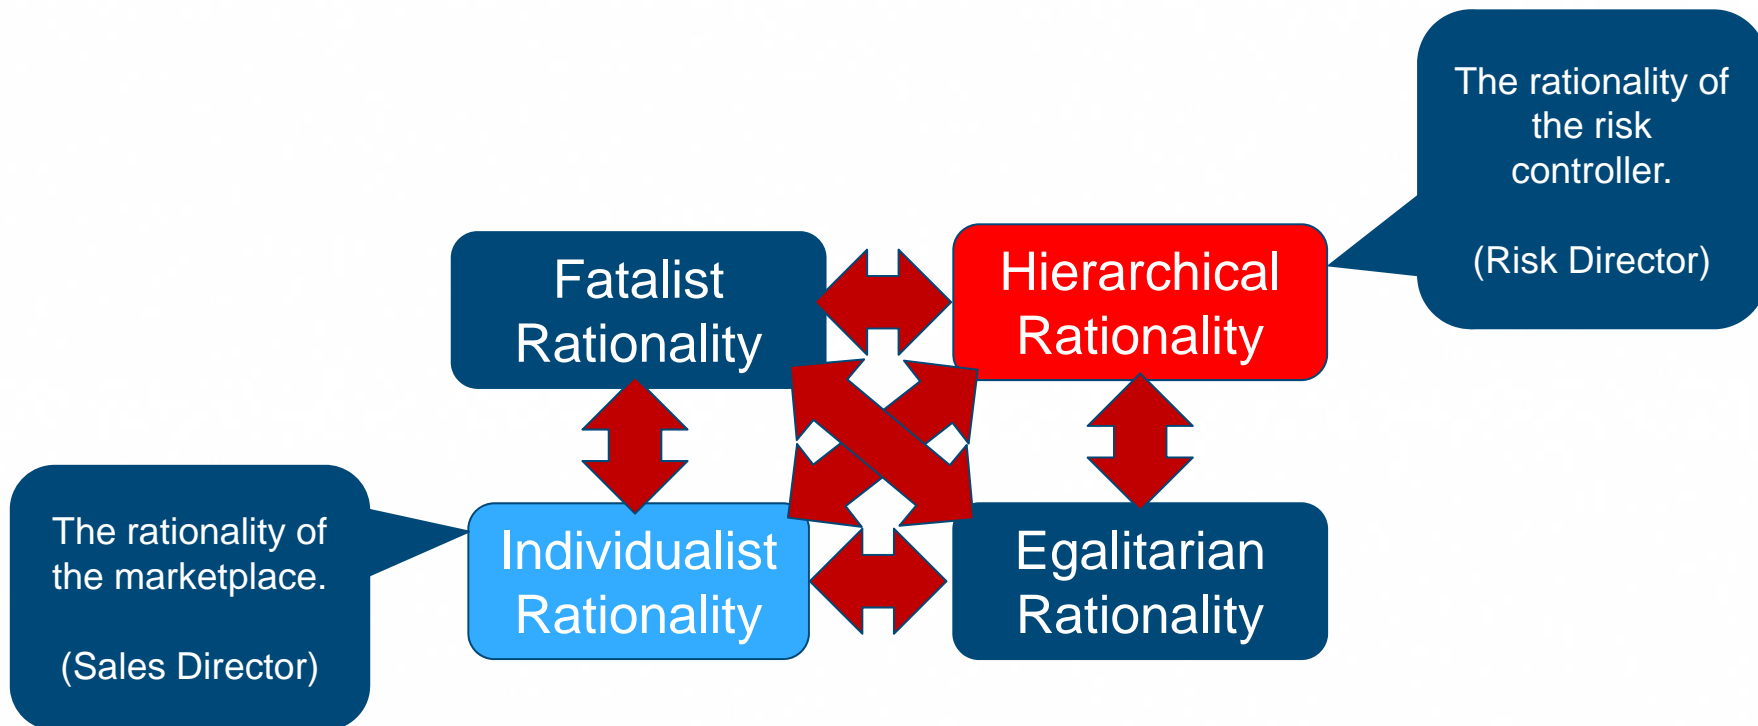 The rationality of
the risk
controller.
(Risk Director)
Fatalist
Rationality
Hierarchical
Rationality
The rationality of
the marketplace.
(Sales Director)
Individualist
Rationality
Egalitarian
Rationality